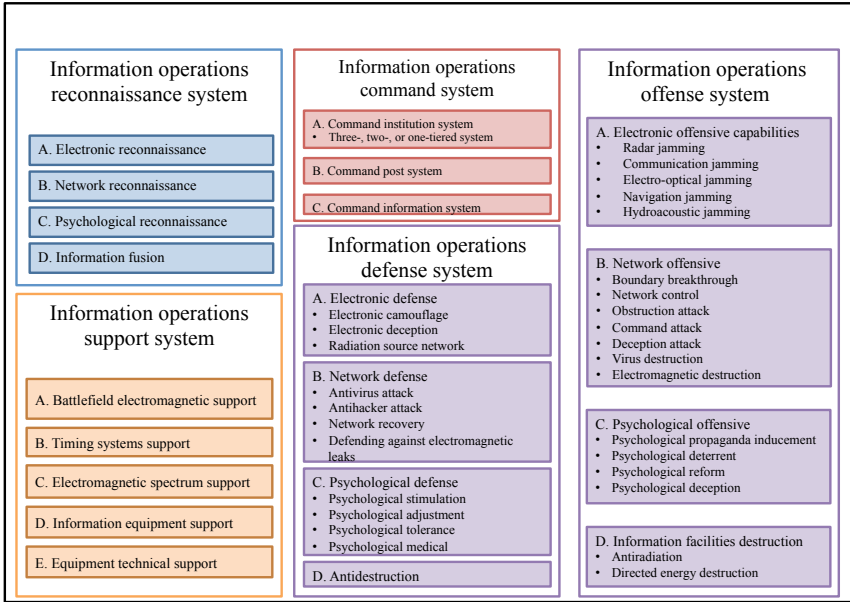 Information operations
reconnaissance system
A. Electronic reconnaissance
B. Network reconnaissance
C. Psychological reconnaissance
D. Information fusion
Information operations
support system
A. Battlefield electromagnetic support
B. Timing systems support
C. Electromagnetic spectrum support
D. Information equipment support
E. Equipment technical support
Information operations
command system
A. Command institution system
• Three-, two-, or one-tiered system
B. Command post system
C. Command information system
Information operations
defense system
A. Electronic defense
• Electronic camouflage
• Electronic deception
• Radiation source network
B. Network defense
• Antivirus attack
• Antihacker attack
• Network recovery
• Defending against electromagnetic
leaks
C. Psychological defense
• Psychological stimulation
• Psychological adjustment
• Psychological tolerance
• Psychological medical
D. Antidestruction
Information operations
offense system
A. Electronic offensive capabilities
• Radar jamming
• Communication jamming
• Electro-optical jamming
• Navigation jamming
• Hydroacoustic jamming
B. Network offensive
• Boundary breakthrough
• Network control
• Obstruction attack
• Command attack
• Deception attack
• Virus destruction
• Electromagnetic destruction
C. Psychological offensive
• Psychological propaganda inducement
• Psychological deterrent
• Psychological reform
• Psychological deception
D. Information facilities destruction
• Antiradiation
• Directed energy destruction